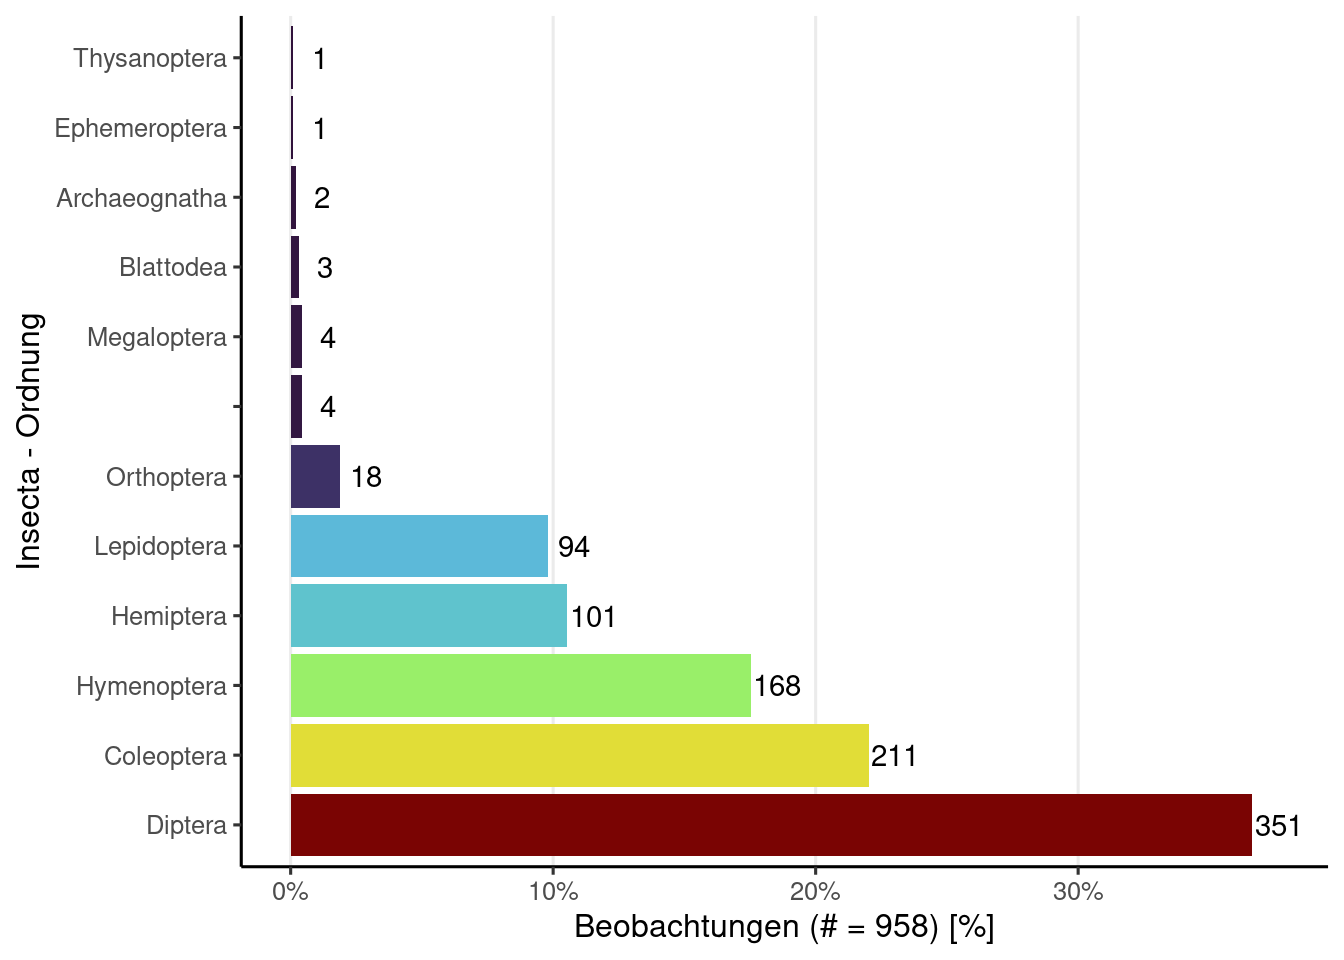 Insecta - Ordnung
Thysanoptera 1
Ephemeroptera 1
Archaeognatha 2
Blattodea 3
Megaloptera 4
4
Orthoptera 18
Lepidoptera 94
Hemiptera 101
Hymenoptera 168
Coleoptera 211
Diptera 351
0% 10% 20% 30%
Beobachtungen (# = 958) [%]